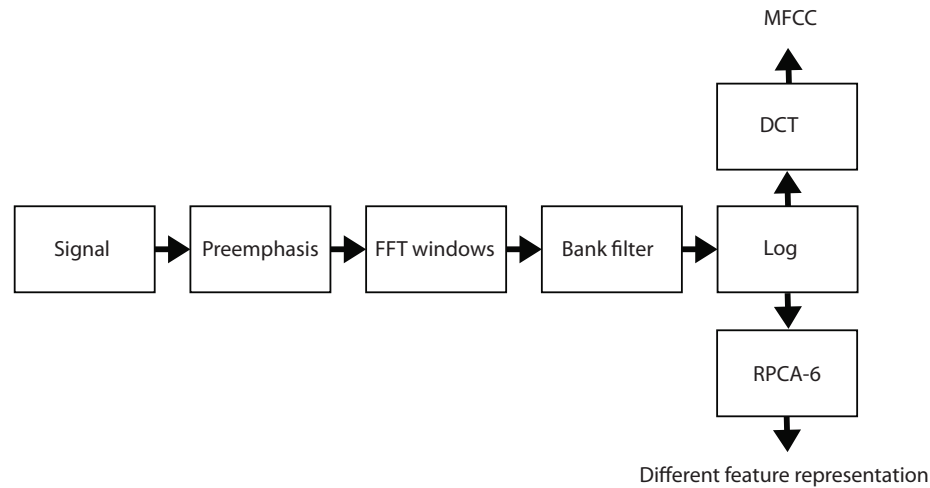 MFCC
DCT
Signal
Preemphasis
FFT windows
Bank filter
Log
RPCA-6
Different feature representation